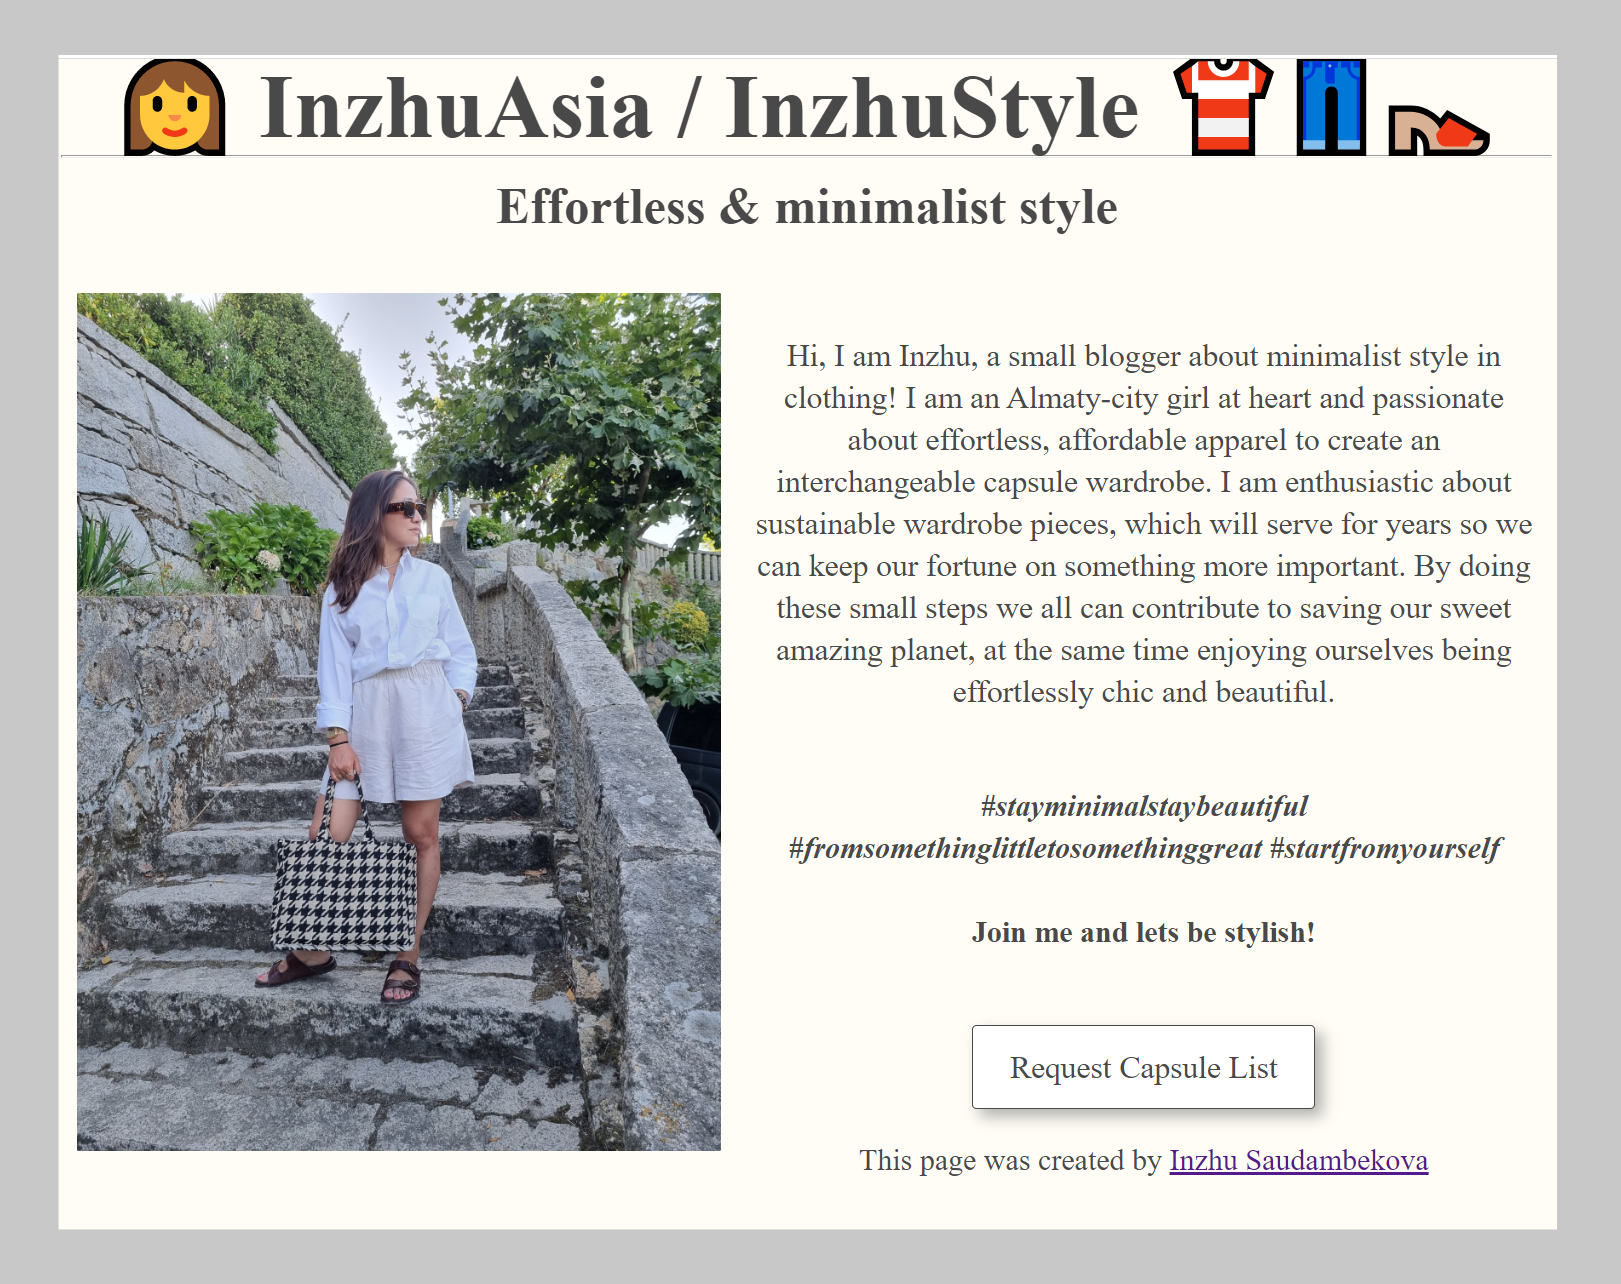 InzhuAsia / InzhuStyle
Effortless & minimalist style
Hi, I am Inzhu, a small blogger about minimalist style in
clothing! I am an Almaty-city girl at heart and passionate
about effortless, affordable apparel to create an
interchangeable capsule wardrobe. I am enthusiastic about
sustainable wardrobe pieces, which will serve for years so we
can keep our fortune on something more important. By doing
these small steps we all can contribute to saving our sweet
amazing planet, at the same time enjoying ourselves being
effortlessly chic and beautiful.
#stayminimalstaybeautiful
#fromsomethinglittletosomethinggreat #startfromyourself
Join me and lets be stylish!
Request Capsule List
This page was created by Inzhu Saudambekova